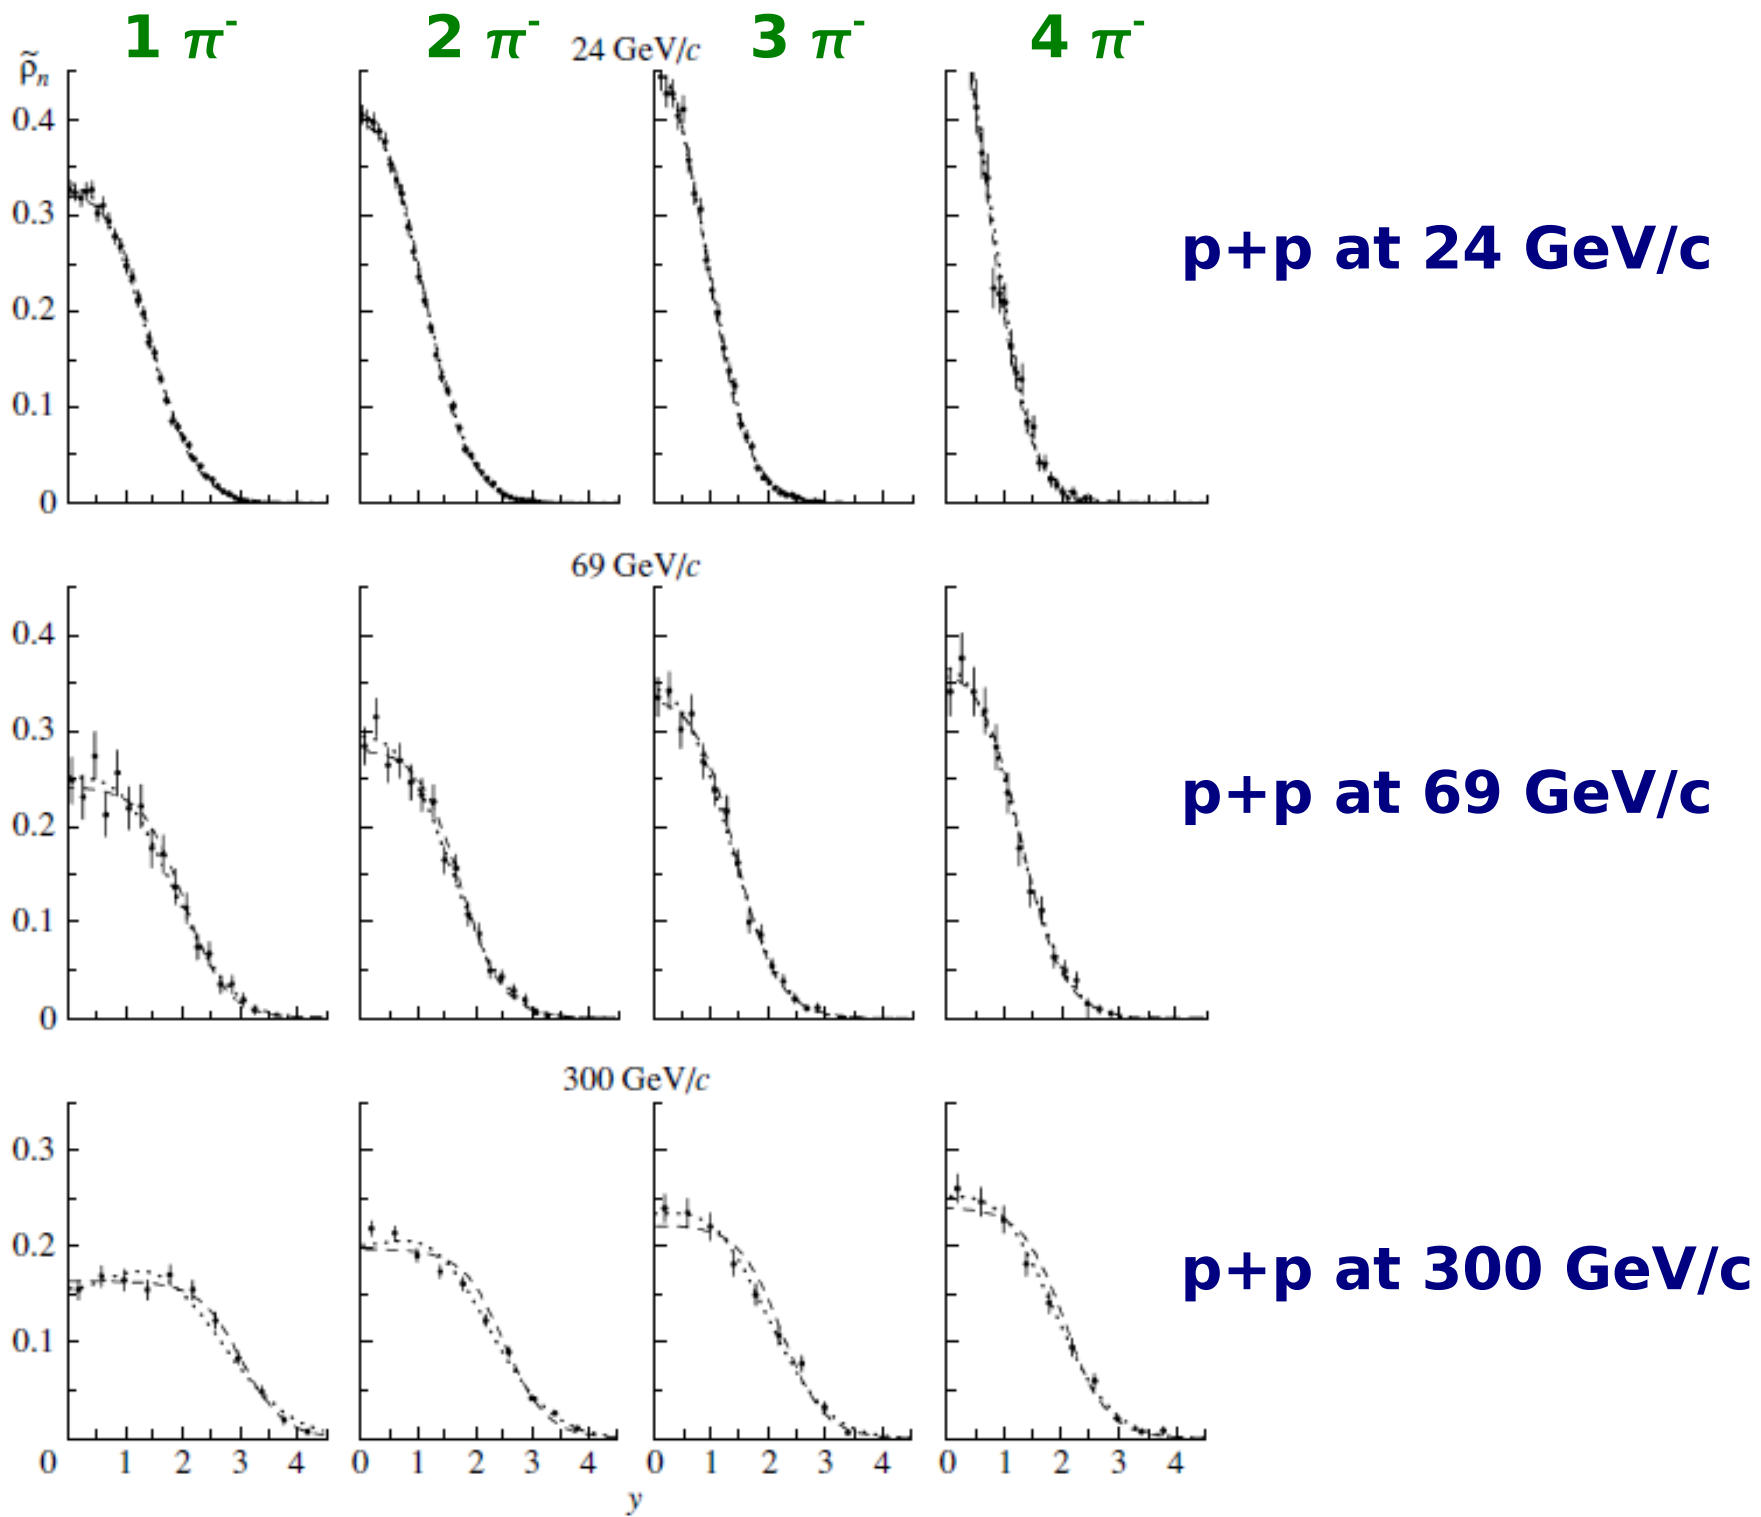 1 π⁻ 2 π⁻ 3 π⁻ 4 π⁻
24 GeV/c
ρ̃ₙ
0.4
0.3
0.2
0.1
0
p+p at 24 GeV/c
69 GeV/c
0.4
0.3
0.2
0.1
0
p+p at 69 GeV/c
300 GeV/c
0.3
0.2
0.1
p+p at 300 GeV/c
0 1 2 3 4 0 1 2 3 4 0 1 2 3 4 0 1 2 3 4
y